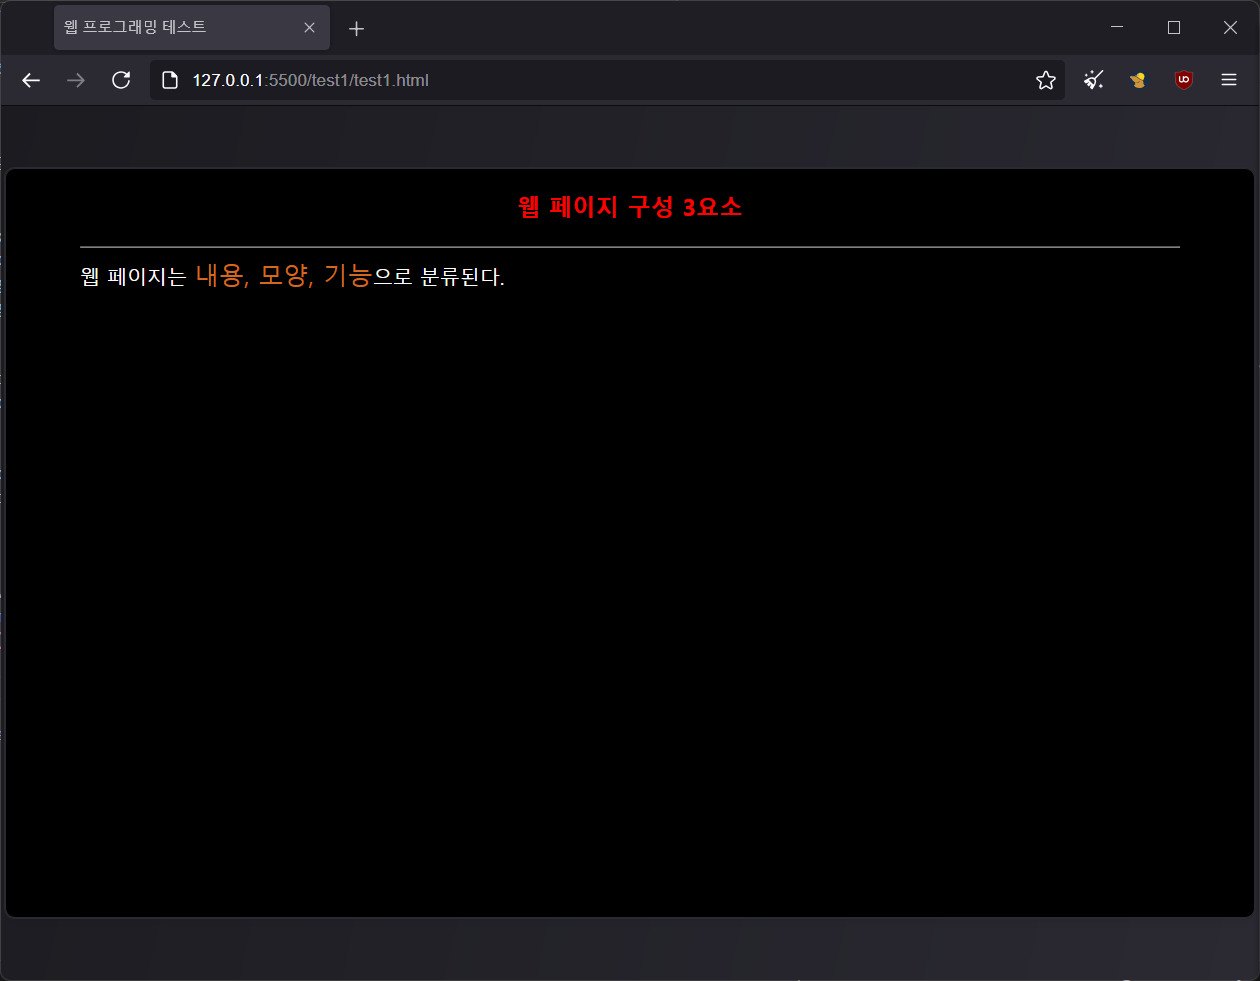 웹 프로그래밍 테스트
127.0.0.1:5500/test1/test1.html
웹 페이지 구성 3요소
웹 페이지는 내용, 모양, 기능으로 분류된다.